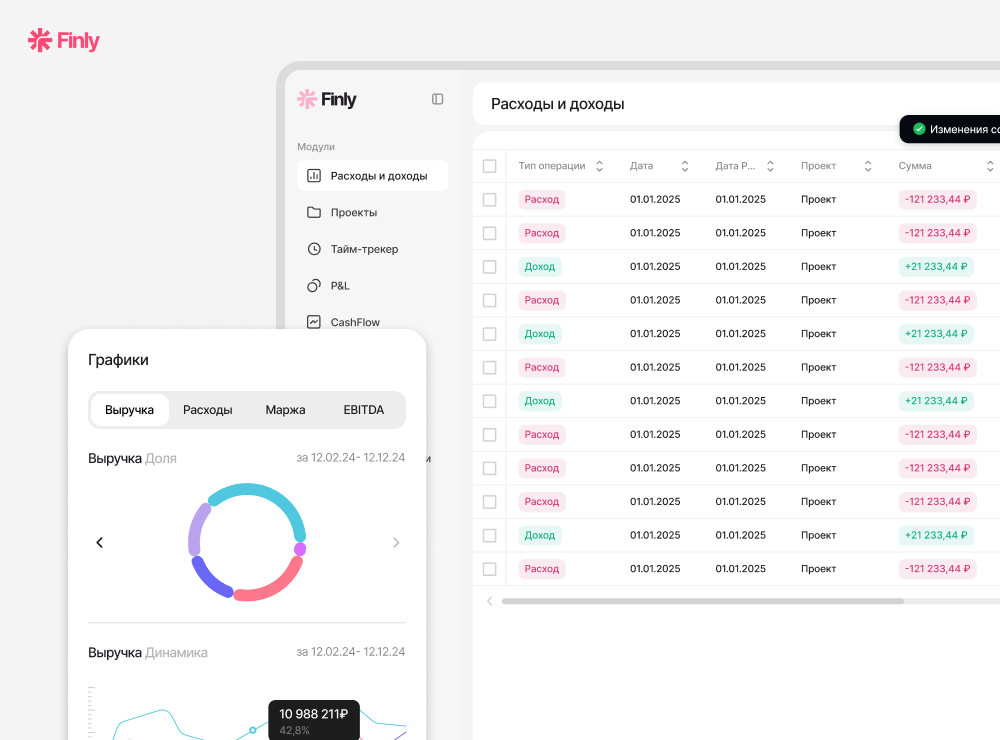 Finly
Finly
Модули
Расходы и доходы
Проекты
Тайм-трекер
P&L
CashFlow
Расходы и доходы
Изменения со
Тип операции Дата Дата Р... Проект Сумма
Расход 01.01.2025 01.01.2025 Проект -121 233,44 ₽
Расход 01.01.2025 01.01.2025 Проект -121 233,44 ₽
Доход 01.01.2025 01.01.2025 Проект +21 233,44 ₽
Расход 01.01.2025 01.01.2025 Проект -121 233,44 ₽
Доход 01.01.2025 01.01.2025 Проект +21 233,44 ₽
Расход 01.01.2025 01.01.2025 Проект -121 233,44 ₽
Доход 01.01.2025 01.01.2025 Проект +21 233,44 ₽
Расход 01.01.2025 01.01.2025 Проект -121 233,44 ₽
Расход 01.01.2025 01.01.2025 Проект -121 233,44 ₽
Расход 01.01.2025 01.01.2025 Проект -121 233,44 ₽
Доход 01.01.2025 01.01.2025 Проект +21 233,44 ₽
Расход 01.01.2025 01.01.2025 Проект -121 233,44 ₽
Графики
Выручка Расходы Маржа EBITDA
Выручка Доля за 12.02.24- 12.12.24
Выручка Динамика за 12.02.24- 12.12.24
10 988 211₽
42,8%